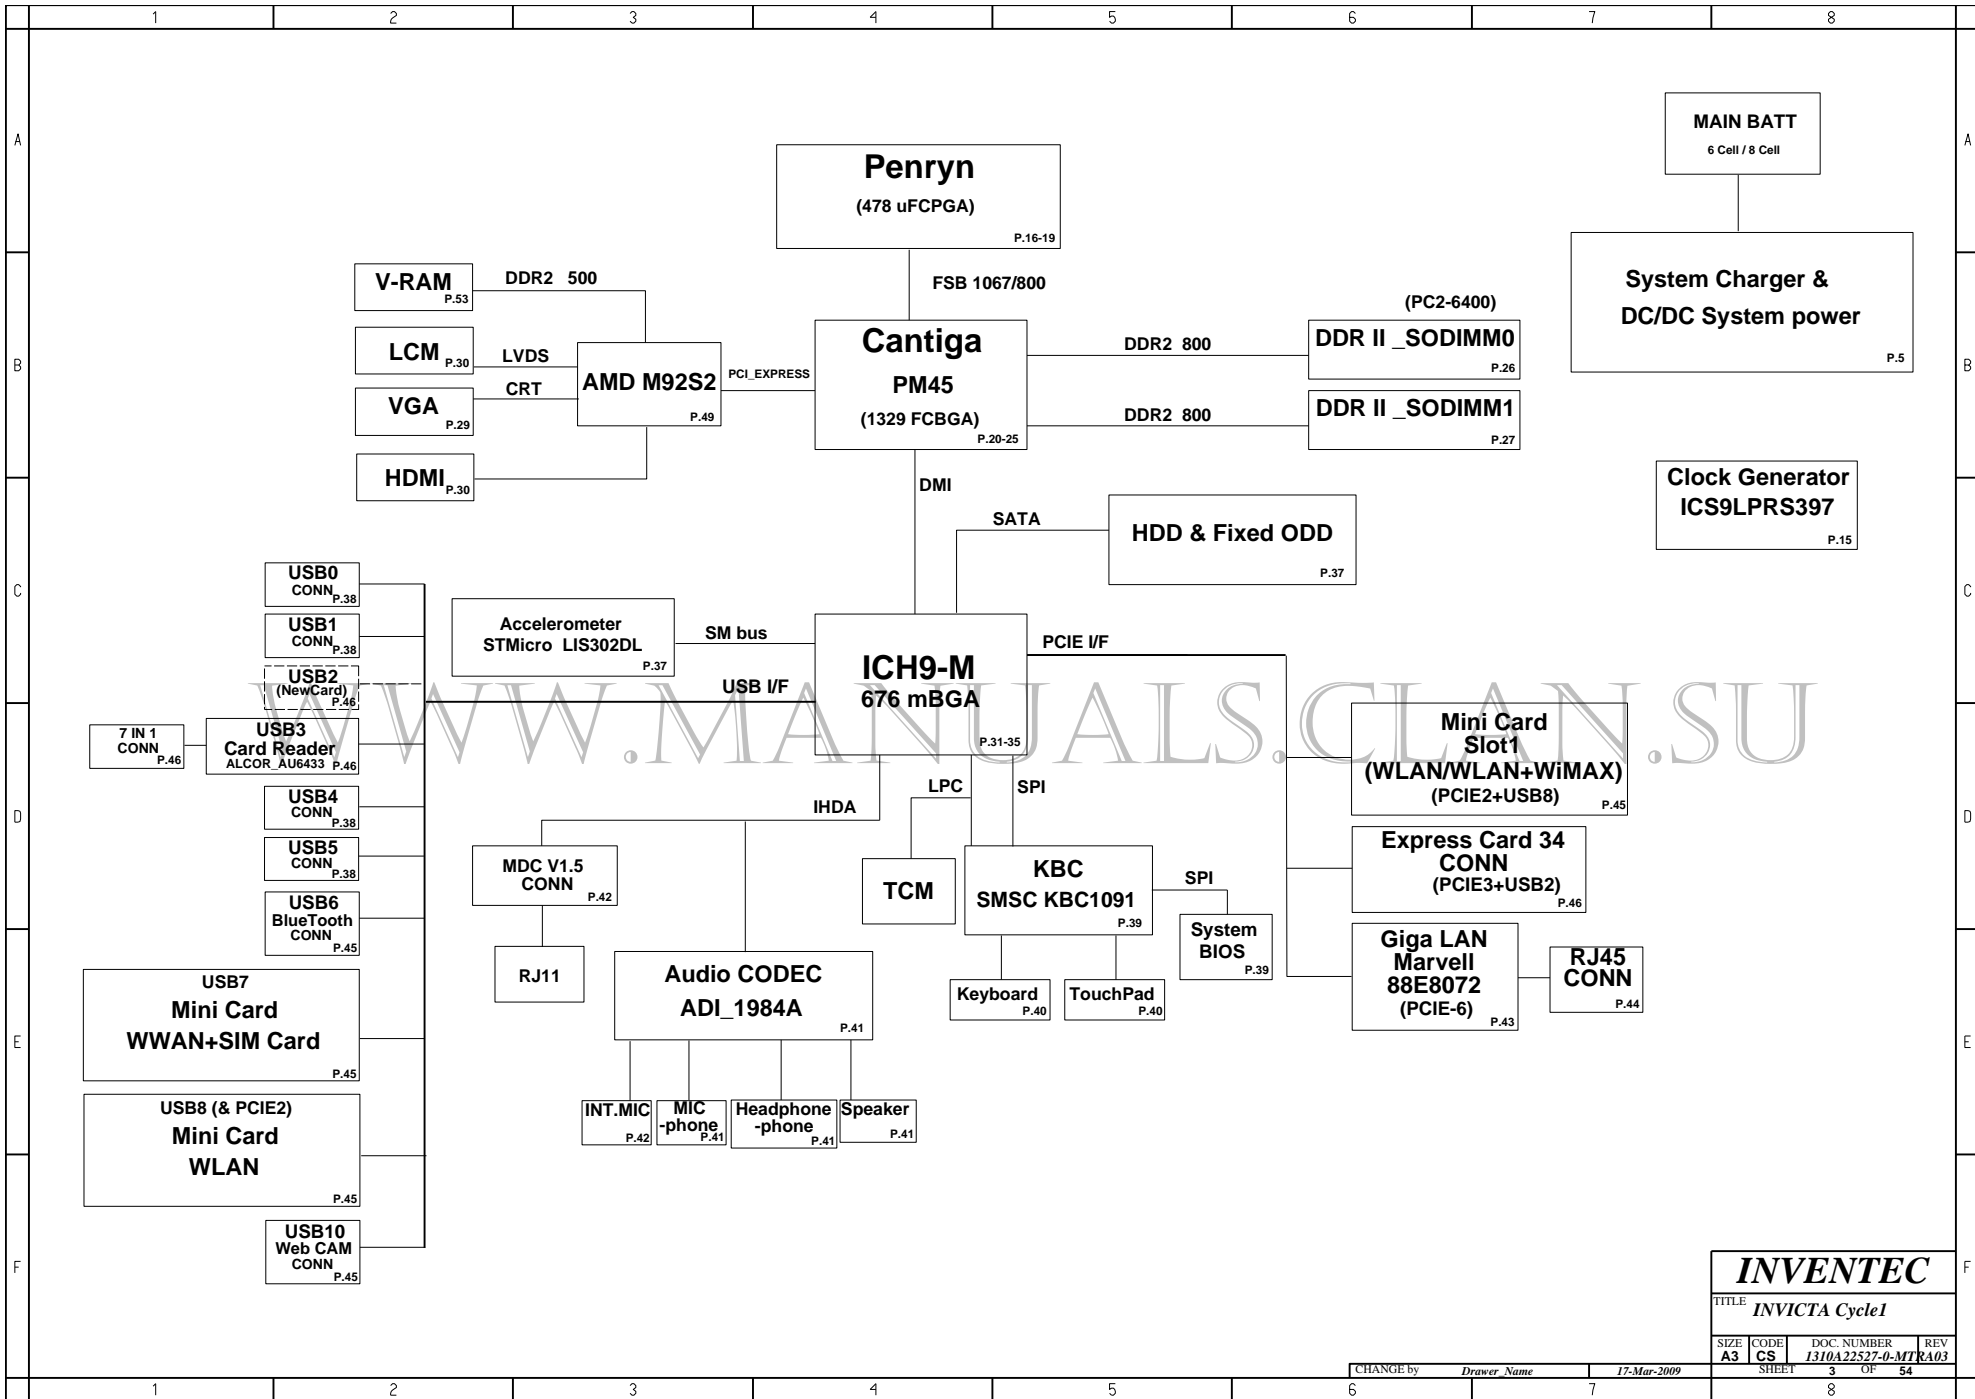 1 2 3 4 5 6 7 8
A
B
C
D
E
F
A
B
C
D
E
F
Penryn
(478 uFCPGA)
P.16-19
MAIN BATT
6 Cell / 8 Cell
System Charger &
DC/DC System power
P.5
FSB 1067/800
V-RAM
P.53
DDR2 500
LCM
P.30
LVDS
VGA
P.29
CRT
HDMI
P.30
AMD M92S2
P.49
PCI_EXPRESS
Cantiga
PM45
(1329 FCBGA)
P.20-25
DDR2 800
DDR2 800
(PC2-6400)
DDR II _SODIMM0
P.26
DDR II _SODIMM1
P.27
Clock Generator
ICS9LPRS397
P.15
DMI
SATA
HDD & Fixed ODD
P.37
Accelerometer
STMicro LIS302DL
P.37
SM bus
USB I/F
ICH9-M
676 mBGA
P.31-35
PCIE I/F
WWW.MANUALS.CLAN.SU
USB0
CONN
P.38
USB1
CONN
P.38
USB2
(NewCard)
P.46
7 IN 1
CONN
P.46
USB3
Card Reader
ALCOR_AU6433 P.46
USB4
CONN
P.38
USB5
CONN
P.38
USB6
BlueTooth
CONN
P.45
USB7
Mini Card
WWAN+SIM Card
P.45
USB8 (& PCIE2)
Mini Card
WLAN
P.45
USB10
Web CAM
CONN
P.45
IHDA
LPC
SPI
MDC V1.5
CONN
P.42
RJ11
TCM
KBC
SMSC KBC1091
P.39
SPI
System
BIOS
P.39
Keyboard
P.40
TouchPad
P.40
Audio CODEC
ADI_1984A
P.41
INT.MIC
P.42
MIC
-phone
P.41
Headphone
-phone
P.41
Speaker
P.41
Mini Card
Slot1
(WLAN/WLAN+WiMAX)
(PCIE2+USB8)
P.45
Express Card 34
CONN
(PCIE3+USB2)
P.46
Giga LAN
Marvell
88E8072
(PCIE-6)
P.43
RJ45
CONN
P.44
INVENTEC
TITLE INVICTA Cycle1
SIZE CODE DOC. NUMBER REV
A3 CS 1310A22527-0-MTRA03
CHANGE by Drawer_Name 17-Mar-2009 SHEET 3 OF 54
1 2 3 4 5 6 7 8